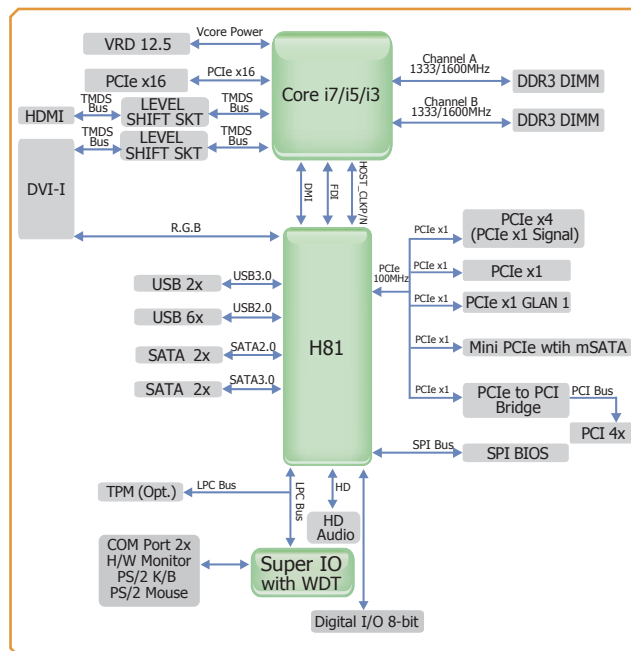 Vcore Power
VRD 12.5
PCIe x16
PCIe x16
Core i7/i5/i3
Channel A
1333/1600MHz
DDR3 DIMM
Channel B
1333/1600MHz
DDR3 DIMM
HDMI
TMDS
Bus
LEVEL
SHIFT SKT
TMDS
Bus
TMDS
Bus
LEVEL
SHIFT SKT
TMDS
Bus
DVI-I
DMI
FDI
HOST_CLKP/N
R.G.B
H81
USB 2x
USB3.0
USB 6x
USB2.0
SATA 2x
SATA2.0
SATA 2x
SATA3.0
PCIe
100MHz
PCIe x1
PCIe x4
(PCIe x1 Signal)
PCIe x1
PCIe x1
PCIe x1
PCIe x1 GLAN 1
PCIe x1
Mini PCIe wtih mSATA
PCIe x1
PCIe to PCI
Bridge
PCI Bus
PCI 4x
SPI Bus
SPI BIOS
TPM (Opt.)
LPC Bus
LPC Bus
HD
HD
Audio
COM Port 2x
H/W Monitor
PS/2 K/B
PS/2 Mouse
Super IO
with WDT
Digital I/O 8-bit